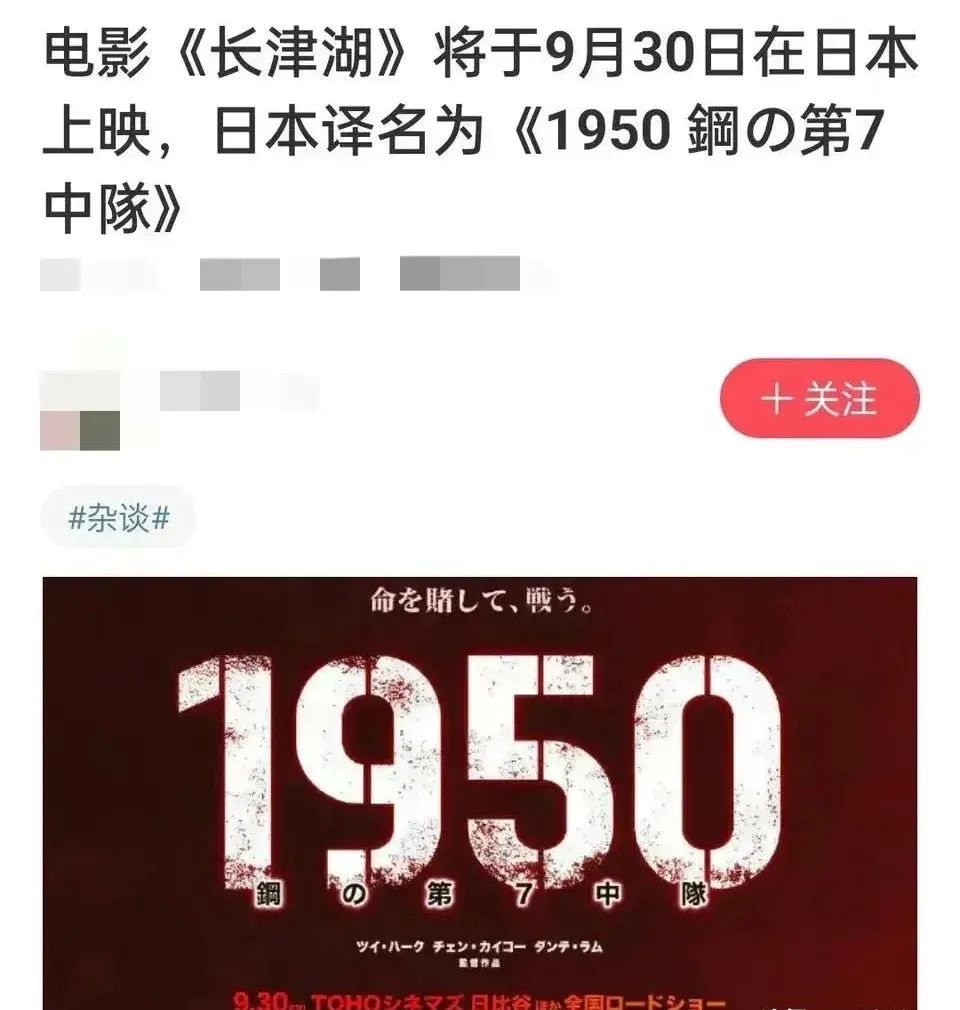 电影《长津湖》将于9月30日在日本
上映，日本译名为《1950 鋼の第7
中隊》
＋关注
#杂谈#
命を賭して、戦う。
1950
鋼の第7中隊
ツイ・ハーク チェン・カイコー ダンテ・ラム
監督作品
9.30 TOHOシネマズ 日比谷 ほか 全国ロードショー